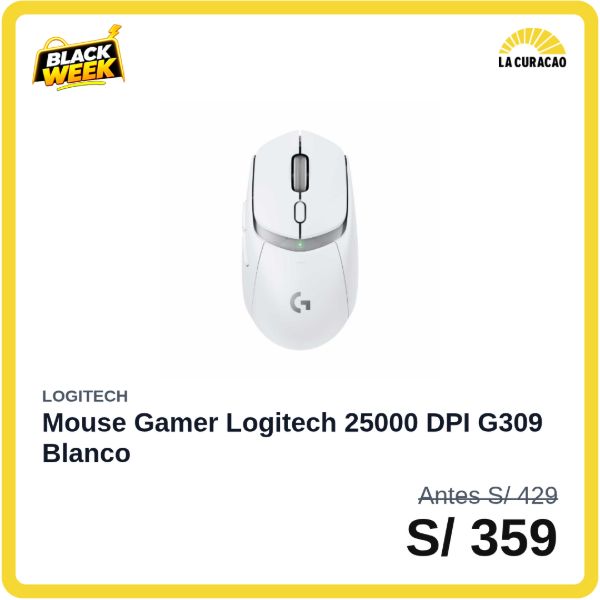 BLACK
WEEK
LA CURACAO
LOGITECH
Mouse Gamer Logitech 25000 DPI G309
Blanco
Antes S/ 429
S/ 359